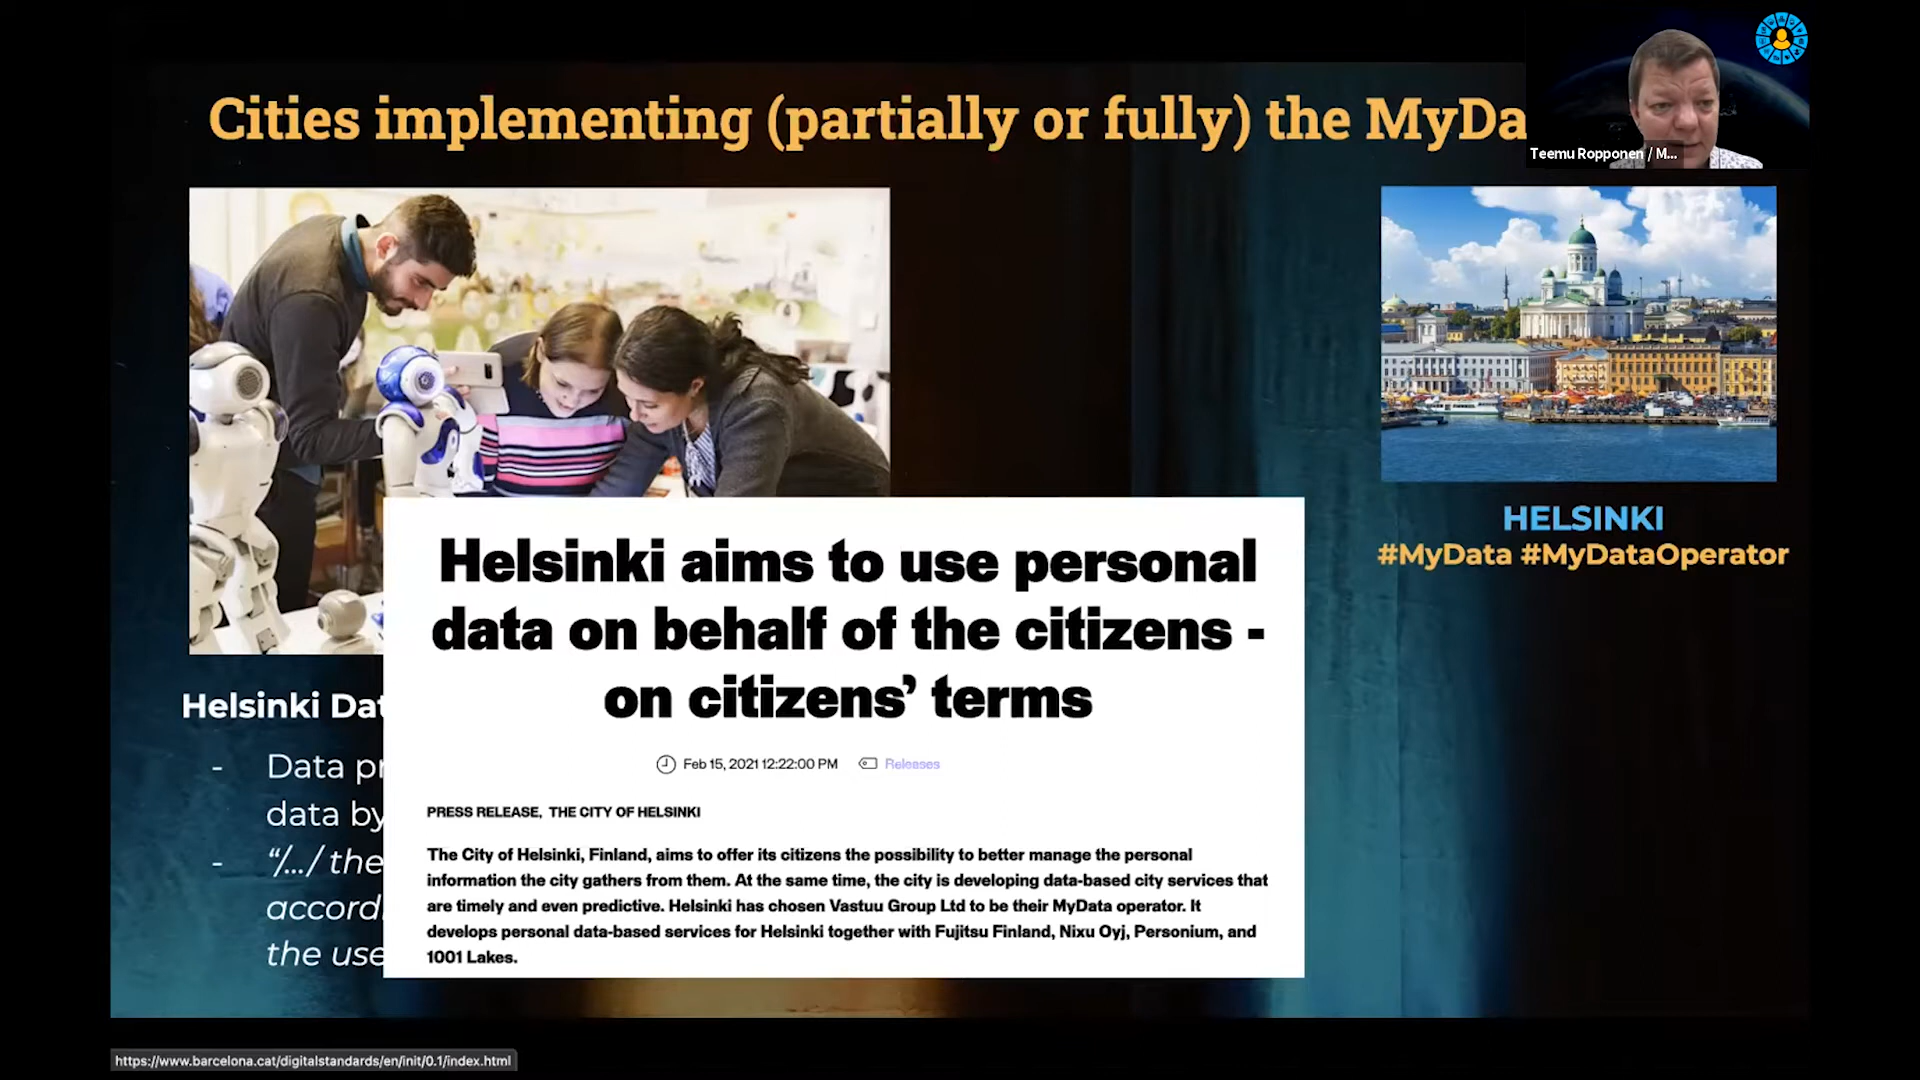 Cities implementing (partially or fully) the MyDa
Teemu Ropponen / M...
HELSINKI
#MyData #MyDataOperator
Helsinki aims to use personal
data on behalf of the citizens -
on citizens’ terms
Feb 15, 2021 12:22:00 PM Releases
PRESS RELEASE, THE CITY OF HELSINKI
The City of Helsinki, Finland, aims to offer its citizens the possibility to better manage the personal
information the city gathers from them. At the same time, the city is developing data-based city services that
are timely and even predictive. Helsinki has chosen Vastuu Group Ltd to be their MyData operator. It
develops personal data-based services for Helsinki together with Fujitsu Finland, Nixu Oyj, Personium, and
1001 Lakes.
Helsinki Dat
- Data pr
data by
- “/.../ the
accord
the use
https://www.barcelona.cat/digitalstandards/en/init/0.1/index.html